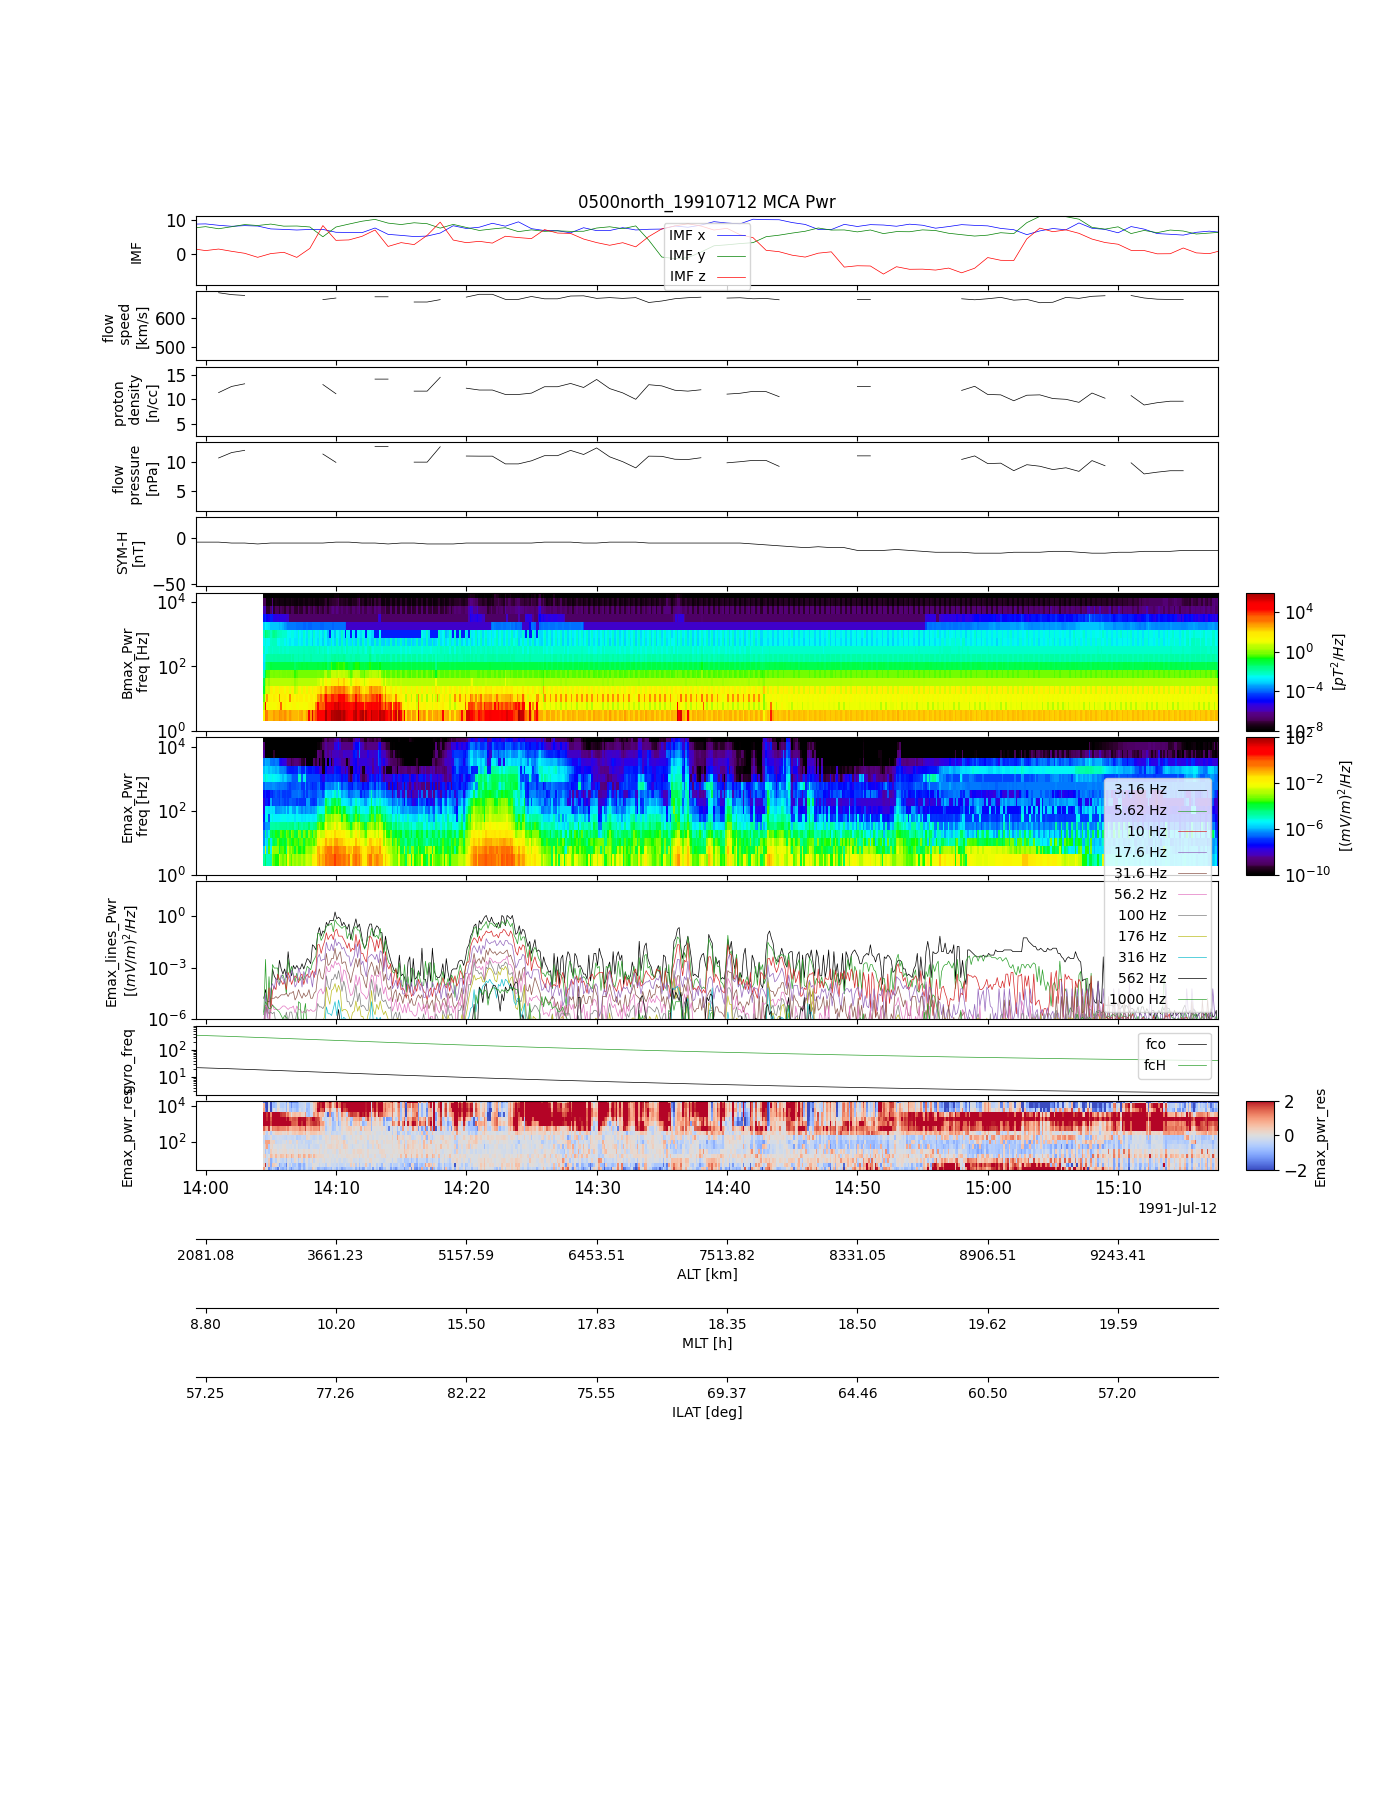 0500north_19910712 MCA Pwr
10
0
IMF
IMF x
IMF y
IMF z
600
500
flow
speed
[km/s]
15
10
5
proton
density
[n/cc]
10
5
flow
pressure
[nPa]
0
−50
SYM-H
[nT]
10^4
10^2
10^0
Bmax_Pwr
freq [Hz]
10^4
10^0
10^−4
10^−8
[pT^2/Hz]
10^4
10^2
10^0
Emax_Pwr
freq [Hz]
10^2
10^−2
10^−6
10^−10
[(mV/m)^2/Hz]
3.16 Hz
5.62 Hz
10 Hz
17.6 Hz
31.6 Hz
56.2 Hz
100 Hz
176 Hz
316 Hz
562 Hz
1000 Hz
10^0
10^−3
10^−6
Emax_lines_Pwr
[(mV/m)^2/Hz]
10^2
10^1
gyro_freq
fco
fcH
10^4
10^2
Emax_pwr_res
2
0
−2
Emax_pwr_res
14:00 14:10 14:20 14:30 14:40 14:50 15:00 15:10
1991-Jul-12
2081.08 3661.23 5157.59 6453.51 7513.82 8331.05 8906.51 9243.41
ALT [km]
8.80 10.20 15.50 17.83 18.35 18.50 19.62 19.59
MLT [h]
57.25 77.26 82.22 75.55 69.37 64.46 60.50 57.20
ILAT [deg]